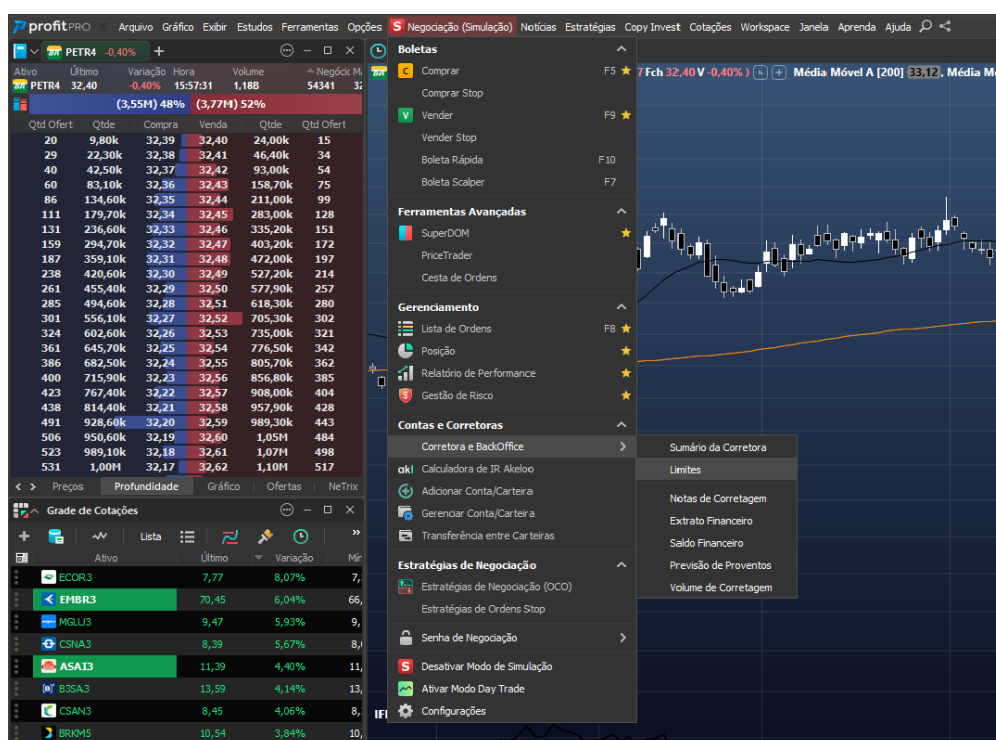 profitPRO Arquivo Gráfico Exibir Estudos Ferramentas Opções S Negociação (Simulação) Notícias Estratégias Copy Invest Cotações Workspace Janela Aprenda Ajuda
PETR4 -0,40% +
Ativo Último Variação Hora Volume Negóci
PETR4 32,40 -0,40% 15:57:31 1,18B 54341
(3,55M) 48% (3,77M) 52%
Qtd Ofert Qtde Compra Venda Qtde Qtd Ofert
20 9,80k 32,39 32,40 24,00k 15
29 22,30k 32,38 32,41 46,40k 34
40 42,50k 32,37 32,42 93,00k 54
60 83,10k 32,36 32,43 158,70k 75
86 134,60k 32,35 32,44 211,00k 99
111 179,70k 32,34 32,45 283,00k 128
131 236,60k 32,33 32,46 335,20k 151
159 294,70k 32,32 32,47 403,20k 172
187 359,10k 32,31 32,48 472,00k 197
238 420,60k 32,30 32,49 527,20k 214
261 455,40k 32,29 32,50 577,90k 257
285 494,60k 32,28 32,51 618,30k 280
301 556,10k 32,27 32,52 705,30k 302
324 602,60k 32,26 32,53 735,00k 321
361 645,70k 32,25 32,54 776,50k 342
386 682,50k 32,24 32,55 805,70k 362
400 715,90k 32,23 32,56 856,80k 385
423 767,40k 32,22 32,57 908,00k 404
438 814,40k 32,21 32,58 957,90k 428
491 928,60k 32,20 32,59 989,30k 443
506 950,60k 32,19 32,60 1,05M 484
523 989,10k 32,18 32,61 1,07M 498
531 1,00M 32,17 32,62 1,10M 517
Preços Profundidade Gráfico Ofertas NeTrix
Grade de Cotações
Lista
Ativo Último Variação Mín
ECOR3 7,77 8,07% 7,
EMBR3 70,45 6,04% 66,
MGLU3 9,47 5,93% 9,
CSNA3 8,39 5,67% 8,
ASAI3 11,39 4,40% 11,
B3SA3 13,59 4,14% 13,
CSAN3 8,45 4,06% 8,
BRKM5 10,54 3,84% 10,
Boletas
C Comprar F5
Comprar Stop
V Vender F9
Vender Stop
Boleta Rápida F10
Boleta Scalper F7
Ferramentas Avançadas
SuperDOM
PriceTrader
Cesta de Ordens
Gerenciamento
Lista de Ordens F8
Posição
Relatório de Performance
Gestão de Risco
Contas e Corretoras
Corretora e BackOffice
akl Calculadora de IR Akeloo
Adicionar Conta/Carteira
Gerenciar Conta/Carteira
Transferência entre Carteiras
Estratégias de Negociação
Estratégias de Negociação (OCO)
Estratégias de Ordens Stop
Senha de Negociação
S Desativar Modo de Simulação
Ativar Modo Day Trade
Configurações
Sumário da Corretora
Limites
Notas de Corretagem
Extrato Financeiro
Saldo Financeiro
Previsão de Proventos
Volume de Corretagem
7 Fch 32,40 V -0,40% ) Média Móvel A [200] 33,12, Média M
IFI